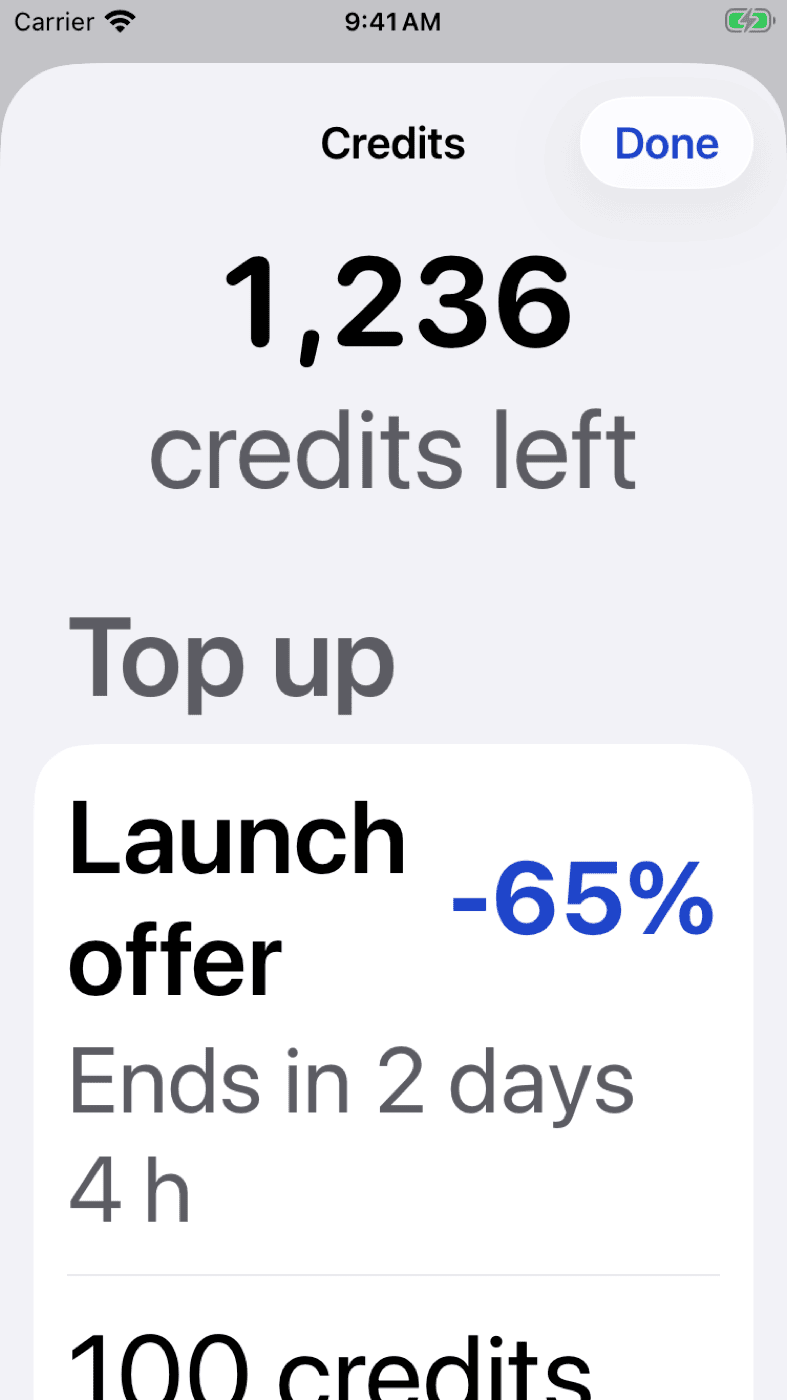 Carrier
9:41 AM
Credits
Done
1,236
credits left
Top up
Launch
offer
-65%
Ends in 2 days
4 h
100 credits